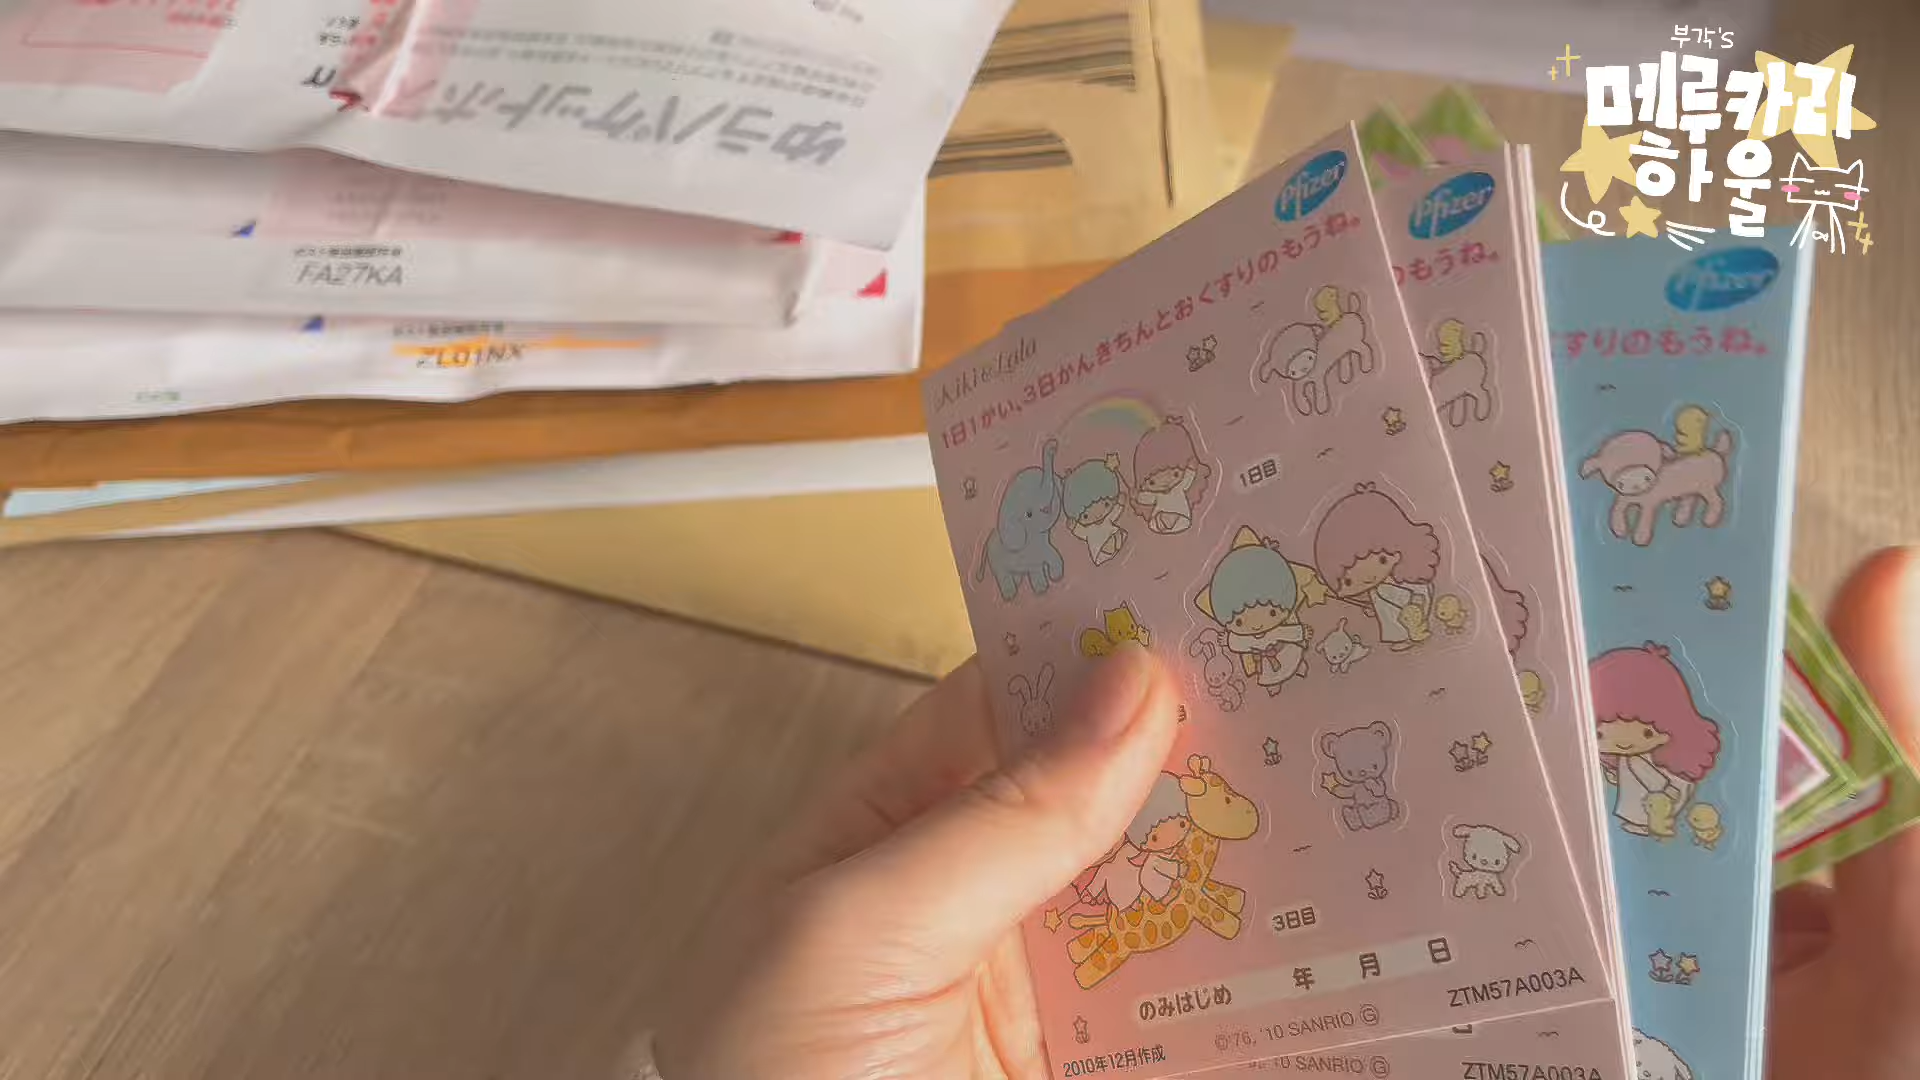 부각's
메루카리
하울
ゆうパケットポス
FA27KA
ZL01NX
Pfizer
Kiki&Lala
1日1かい、3日かんきちんとおくすりのもうね。
1日目
3日目
のみはじめ 年 月 日
ZTM57A003A
©'76, '10 SANRIO Ⓖ
2010年12月作成
Pfizer
のもうね。
10 SANRIO Ⓖ
ZTM57A003A
Pfizer
すりのもうね。